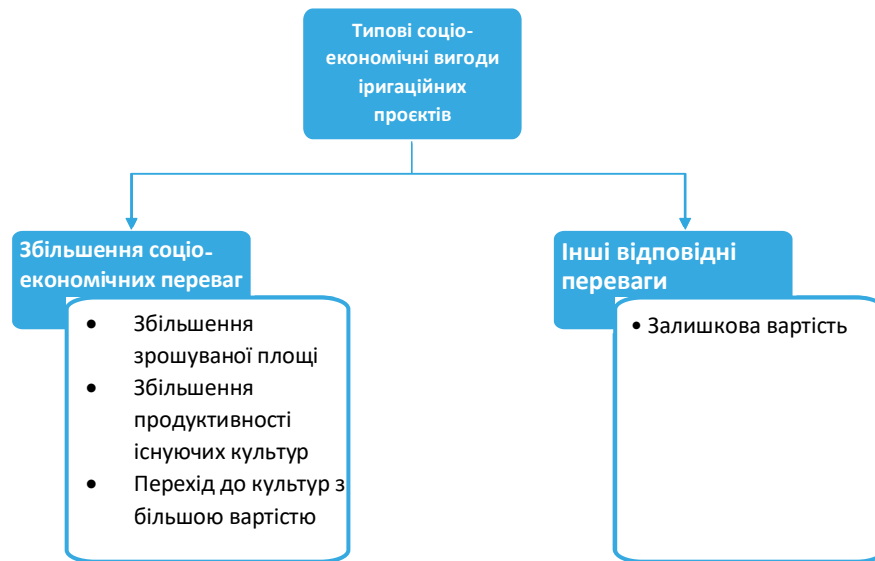 Типові соціо-
економічні вигоди
іригаційних
проєктів
Збільшення соціо-
економічних переваг
• Збільшення
зрошуваної площі
• Збільшення
продуктивності
існуючих культур
• Перехід до культур з
більшою вартістю
Інші відповідні
переваги
• Залишкова вартість